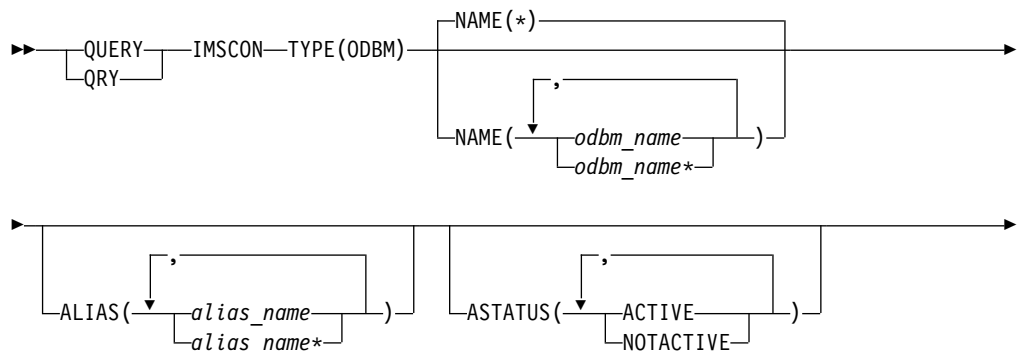 NAME(*)
QUERY IMSCON TYPE(ODBM)
QRY
,
NAME( odbm_name )
odbm_name*
, ,
ALIAS( alias_name ) ASTATUS( ACTIVE )
alias_name* NOTACTIVE